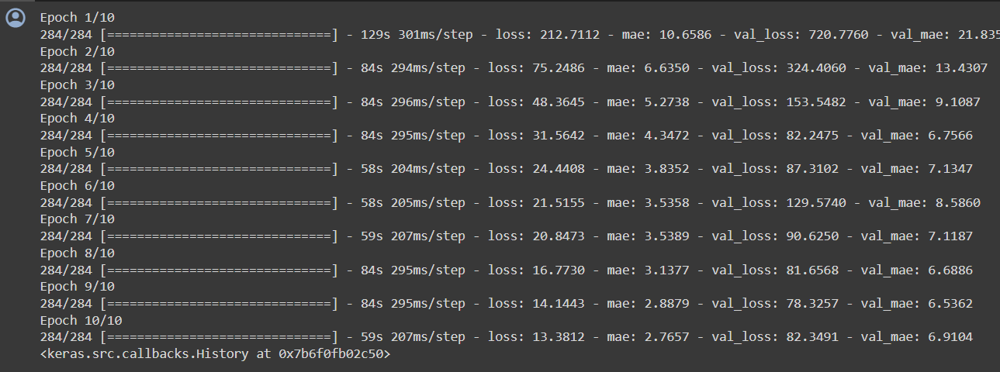 Epoch 1/10
284/284 [==============================] - 129s 301ms/step - loss: 212.7112 - mae: 10.6586 - val_loss: 720.7760 - val_mae: 21.835
Epoch 2/10
284/284 [==============================] - 84s 294ms/step - loss: 75.2486 - mae: 6.6350 - val_loss: 324.4060 - val_mae: 13.4307
Epoch 3/10
284/284 [==============================] - 84s 296ms/step - loss: 48.3645 - mae: 5.2738 - val_loss: 153.5482 - val_mae: 9.1087
Epoch 4/10
284/284 [==============================] - 84s 295ms/step - loss: 31.5642 - mae: 4.3472 - val_loss: 82.2475 - val_mae: 6.7566
Epoch 5/10
284/284 [==============================] - 58s 204ms/step - loss: 24.4408 - mae: 3.8352 - val_loss: 87.3102 - val_mae: 7.1347
Epoch 6/10
284/284 [==============================] - 58s 205ms/step - loss: 21.5155 - mae: 3.5358 - val_loss: 129.5740 - val_mae: 8.5860
Epoch 7/10
284/284 [==============================] - 59s 207ms/step - loss: 20.8473 - mae: 3.5389 - val_loss: 90.6250 - val_mae: 7.1187
Epoch 8/10
284/284 [==============================] - 84s 295ms/step - loss: 16.7730 - mae: 3.1377 - val_loss: 81.6568 - val_mae: 6.6886
Epoch 9/10
284/284 [==============================] - 84s 295ms/step - loss: 14.1443 - mae: 2.8879 - val_loss: 78.3257 - val_mae: 6.5362
Epoch 10/10
284/284 [==============================] - 59s 207ms/step - loss: 13.3812 - mae: 2.7657 - val_loss: 82.3491 - val_mae: 6.9104
<keras.src.callbacks.History at 0x7b6f0fb02c50>